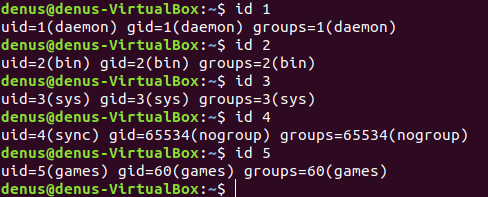 denus@denus-VirtualBox:~$ id 1
uid=1(daemon) gid=1(daemon) groups=1(daemon)
denus@denus-VirtualBox:~$ id 2
uid=2(bin) gid=2(bin) groups=2(bin)
denus@denus-VirtualBox:~$ id 3
uid=3(sys) gid=3(sys) groups=3(sys)
denus@denus-VirtualBox:~$ id 4
uid=4(sync) gid=65534(nogroup) groups=65534(nogroup)
denus@denus-VirtualBox:~$ id 5
uid=5(games) gid=60(games) groups=60(games)
denus@denus-VirtualBox:~$